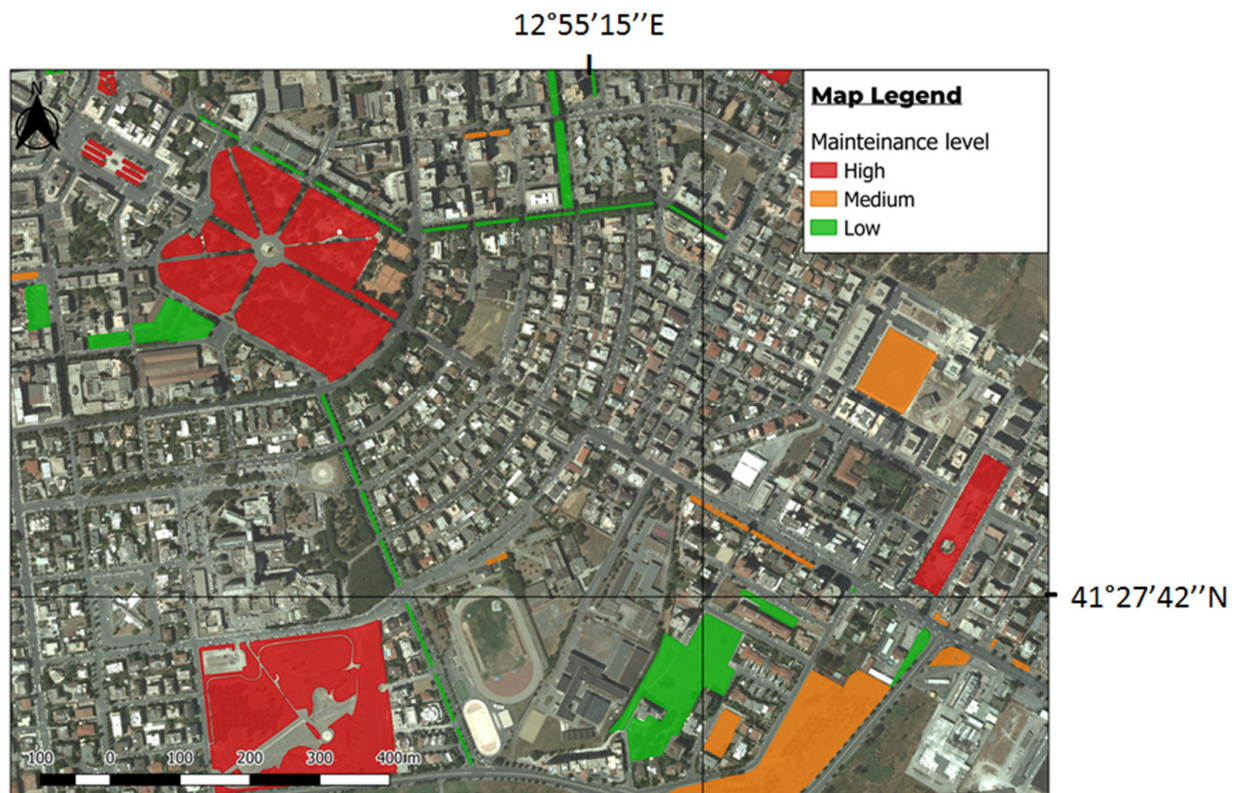 12°55’15’’E
N
Map Legend
Mainteinance level
High
Medium
Low
41°27’42’’N
100 0 100 200 300 400 m